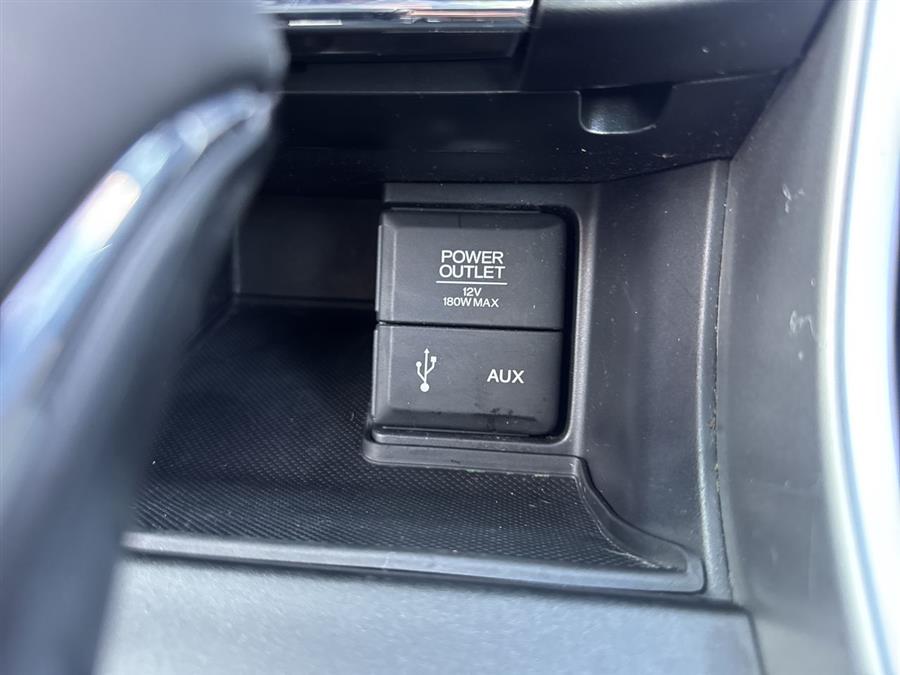 POWER
OUTLET
12V
180W MAX
AUX